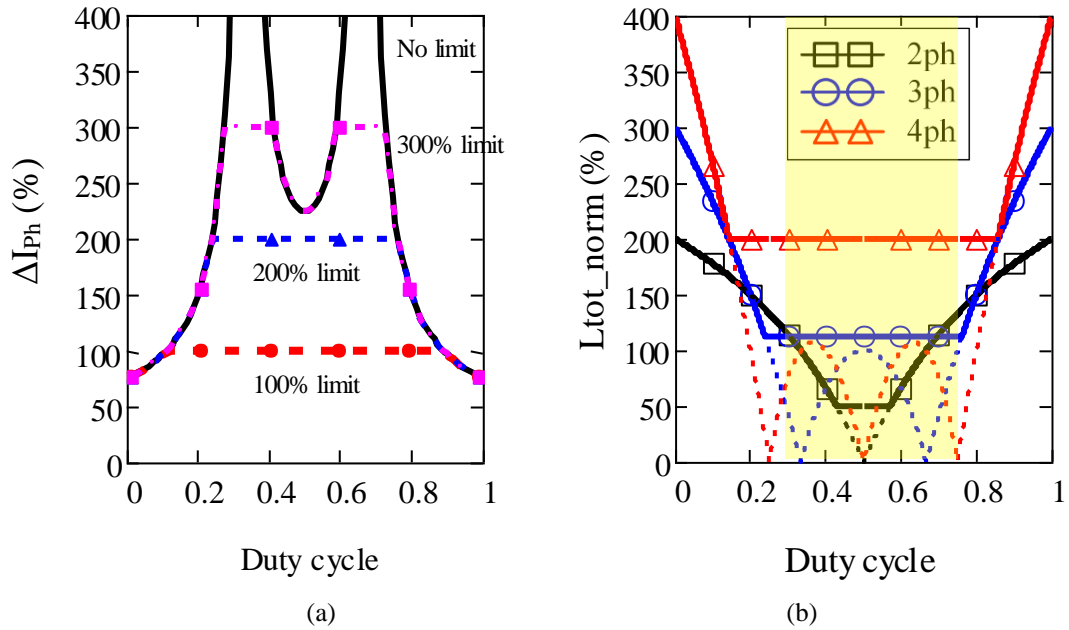 400
350
300
250
200
150
100
50
0
ΔI_Ph (%)
No limit
300% limit
200% limit
100% limit
0 0.2 0.4 0.6 0.8 1
Duty cycle
(a)
400
350
300
250
200
150
100
50
0
Ltot_norm (%)
2ph
3ph
4ph
0 0.2 0.4 0.6 0.8 1
Duty cycle
(b)